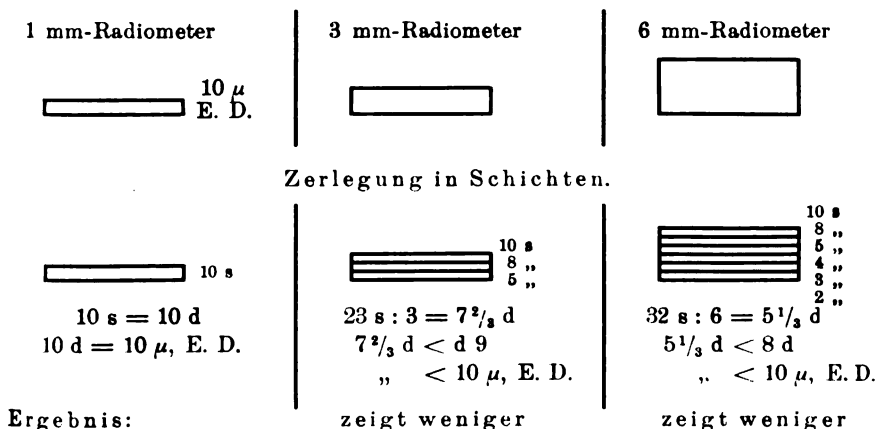 1 mm-Radiometer
10 μ
E. D.
3 mm-Radiometer
6 mm-Radiometer
Zerlegung in Schichten.
10 s
10 s = 10 d
10 d = 10 μ, E. D.
10 s
8 „
5 „
23 s : 3 = 7²/₃ d
7²/₃ d < d 9
„ < 10 μ, E. D.
10 s
8 „
5 „
4 „
3 „
2 „
32 s : 6 = 5¹/₃ d
5¹/₃ d < 8 d
„ < 10 μ, E. D.
Ergebnis:
zeigt weniger
zeigt weniger